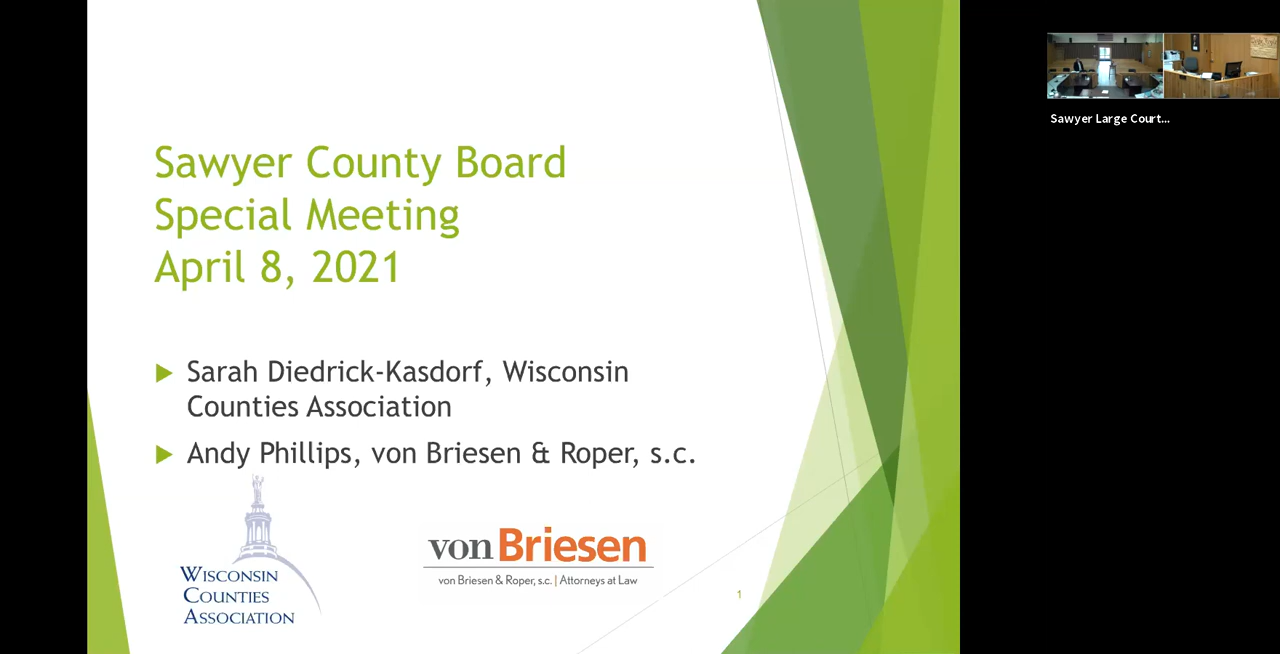 Sawyer County Board
Special Meeting
April 8, 2021
Sarah Diedrick-Kasdorf, Wisconsin
Counties Association
Andy Phillips, von Briesen & Roper, s.c.
WISCONSIN
COUNTIES
ASSOCIATION
von Briesen
von Briesen & Roper, s.c. | Attorneys at Law
1
Sawyer Large Court...